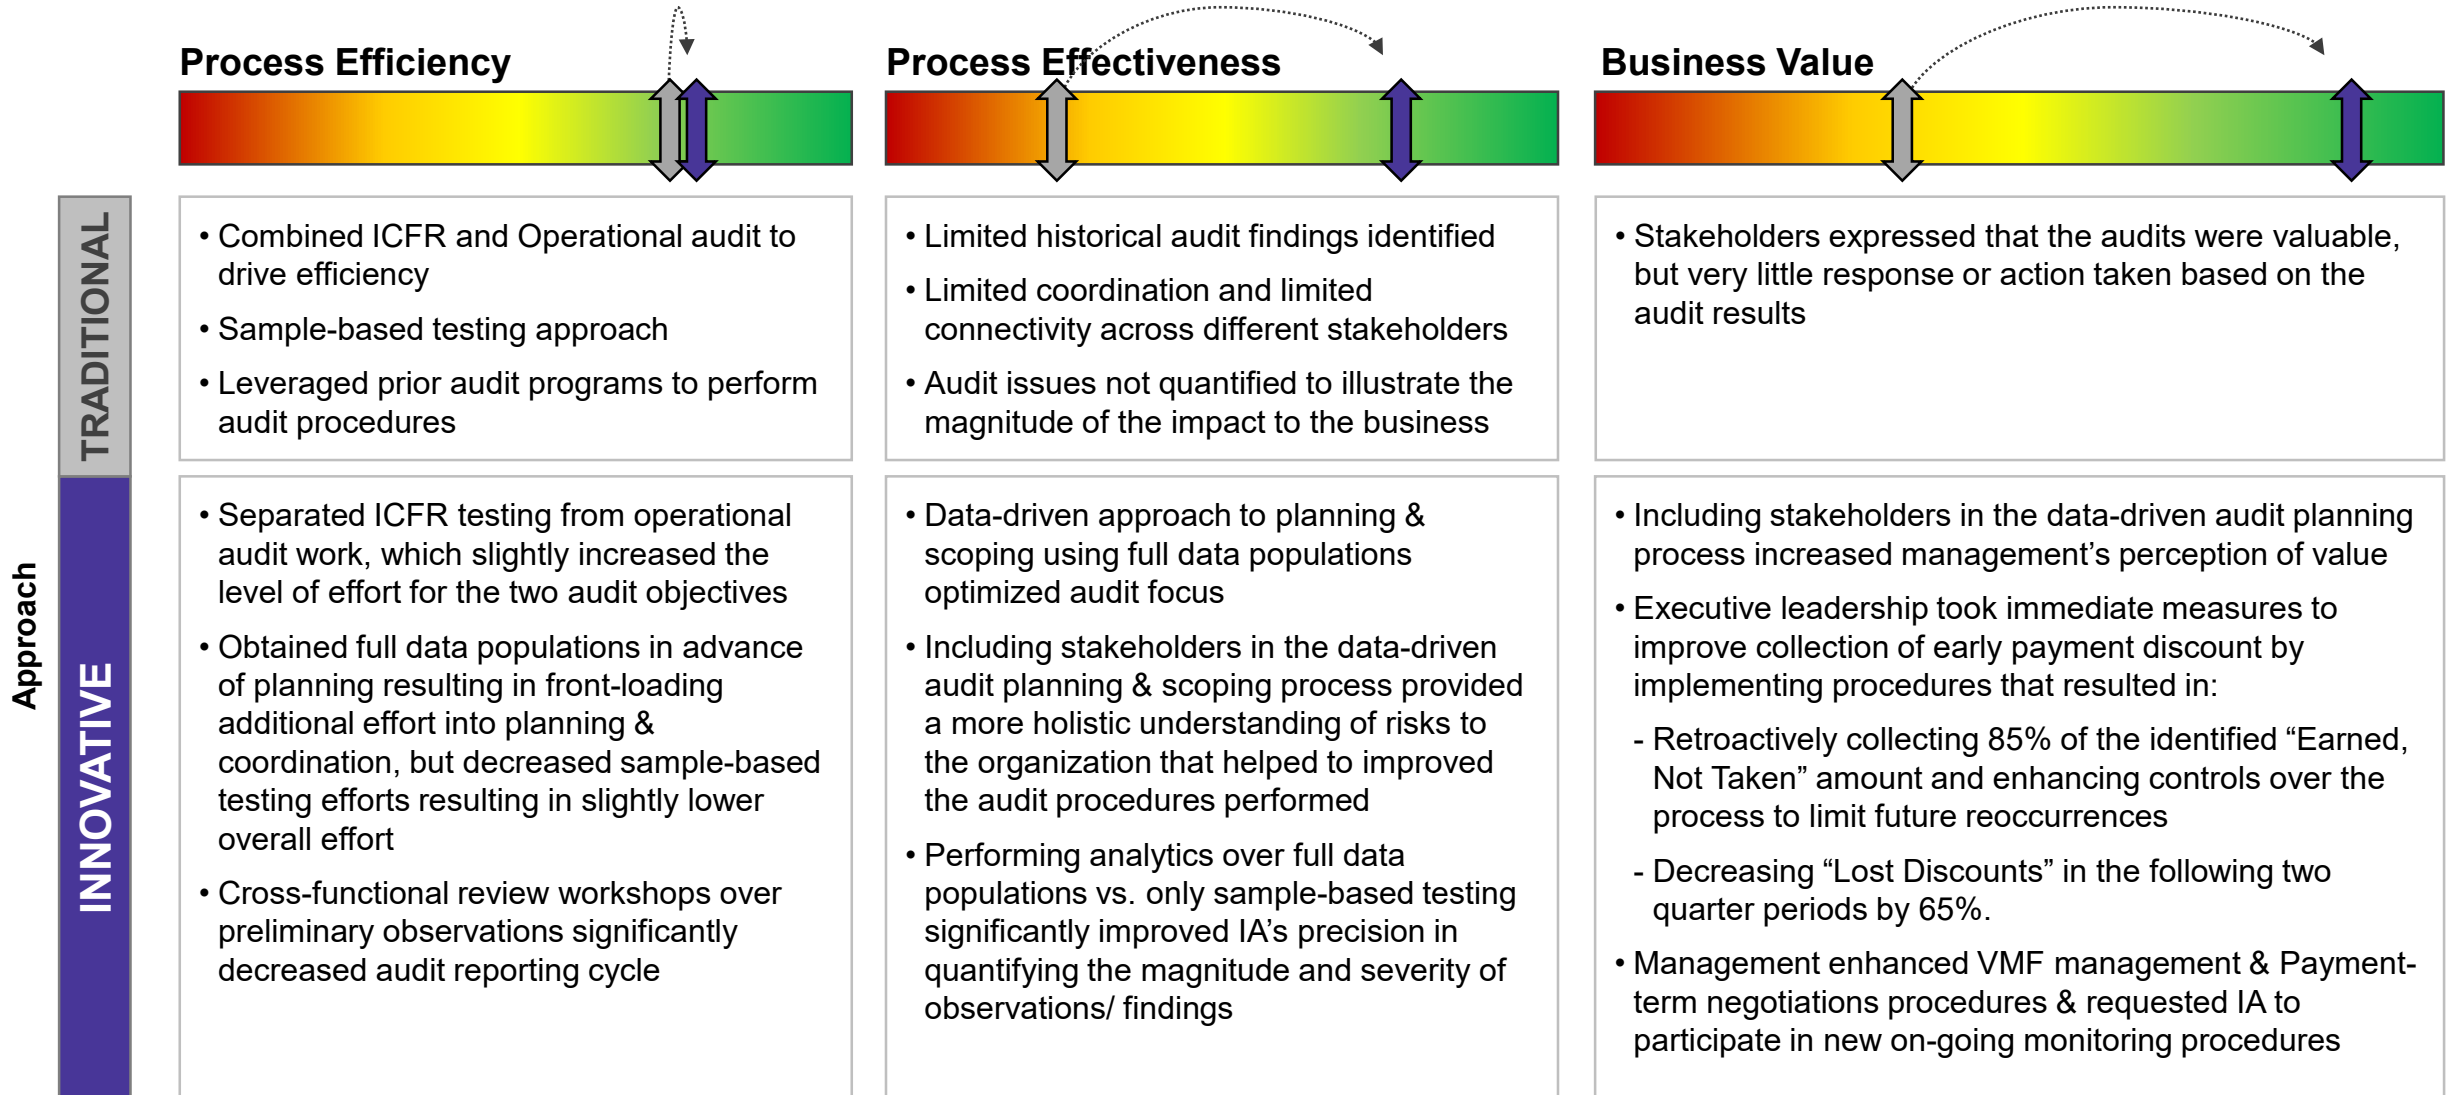 Process Efficiency
Process Effectiveness
Business Value
Approach
TRADITIONAL
• Combined ICFR and Operational audit to
drive efficiency
• Sample-based testing approach
• Leveraged prior audit programs to perform
audit procedures
• Limited historical audit findings identified
• Limited coordination and limited
connectivity across different stakeholders
• Audit issues not quantified to illustrate the
magnitude of the impact to the business
• Stakeholders expressed that the audits were valuable,
but very little response or action taken based on the
audit results
INNOVATIVE
• Separated ICFR testing from operational
audit work, which slightly increased the
level of effort for the two audit objectives
• Obtained full data populations in advance
of planning resulting in front-loading
additional effort into planning &
coordination, but decreased sample-based
testing efforts resulting in slightly lower
overall effort
• Cross-functional review workshops over
preliminary observations significantly
decreased audit reporting cycle
• Data-driven approach to planning &
scoping using full data populations
optimized audit focus
• Including stakeholders in the data-driven
audit planning & scoping process provided
a more holistic understanding of risks to
the organization that helped to improved
the audit procedures performed
• Performing analytics over full data
populations vs. only sample-based testing
significantly improved IA’s precision in
quantifying the magnitude and severity of
observations/ findings
• Including stakeholders in the data-driven audit planning
process increased management’s perception of value
• Executive leadership took immediate measures to
improve collection of early payment discount by
implementing procedures that resulted in:
- Retroactively collecting 85% of the identified “Earned,
Not Taken” amount and enhancing controls over the
process to limit future reoccurrences
- Decreasing “Lost Discounts” in the following two
quarter periods by 65%.
• Management enhanced VMF management & Payment-
term negotiations procedures & requested IA to
participate in new on-going monitoring procedures